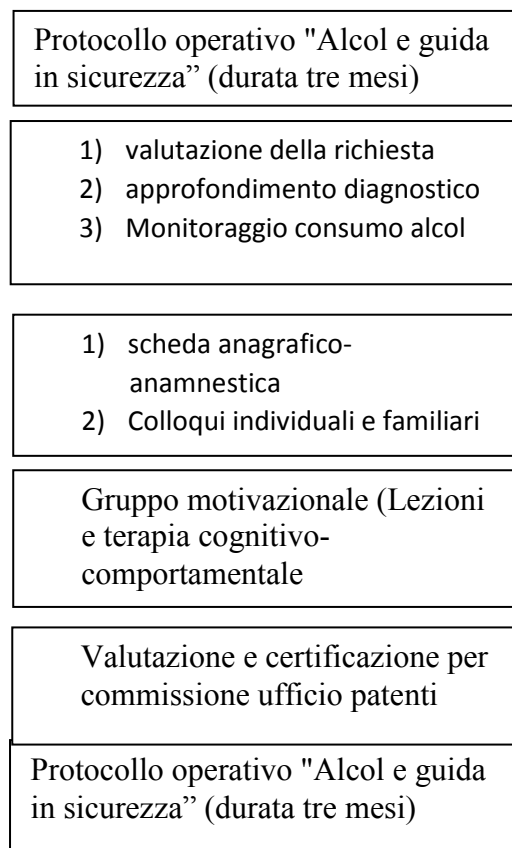 Protocollo operativo "Alcol e guida
in sicurezza” (durata tre mesi)
1) valutazione della richiesta
2) approfondimento diagnostico
3) Monitoraggio consumo alcol
1) scheda anagrafico-
anamnestica
2) Colloqui individuali e familiari
Gruppo motivazionale (Lezioni
e terapia cognitivo-
comportamentale
Valutazione e certificazione per
commissione ufficio patenti
Protocollo operativo "Alcol e guida
in sicurezza” (durata tre mesi)